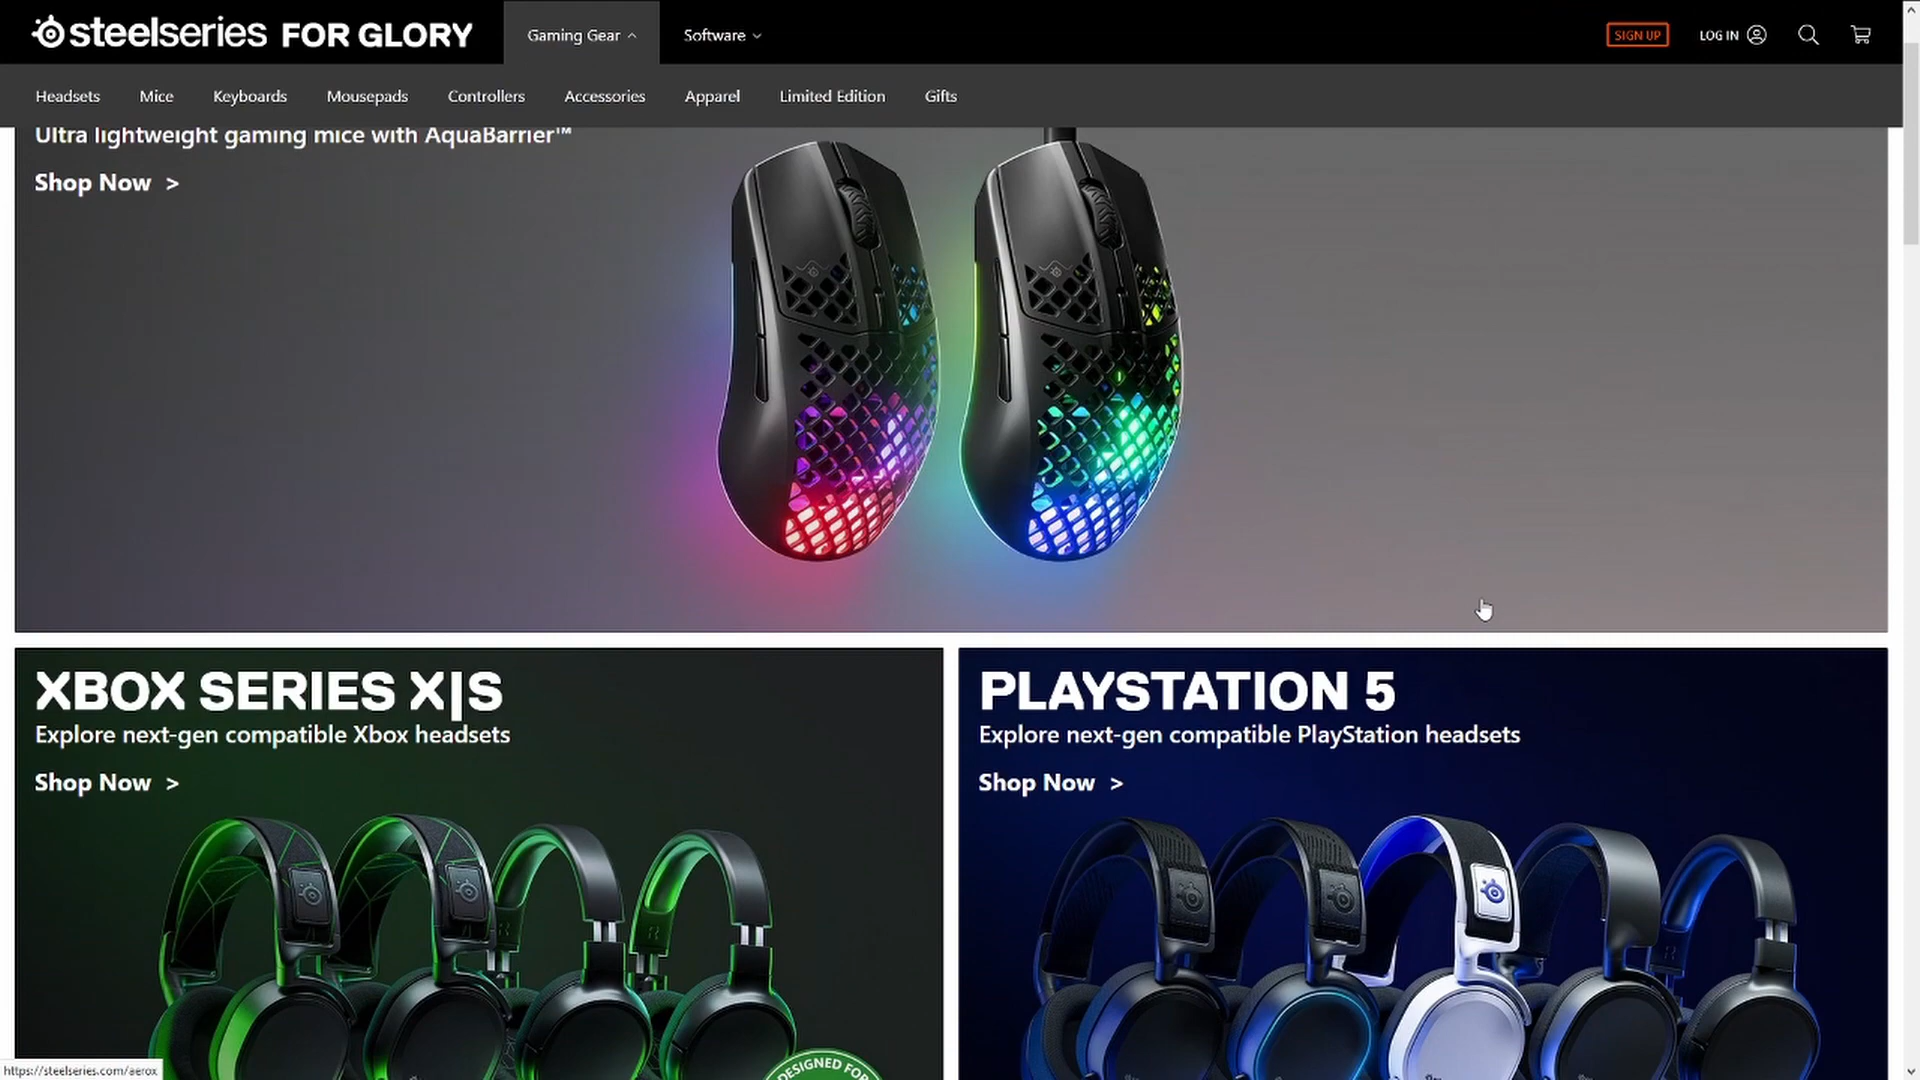 steelseries FOR GLORY
Gaming Gear
Software
SIGN UP
LOG IN
Headsets
Mice
Keyboards
Mousepads
Controllers
Accessories
Apparel
Limited Edition
Gifts
Ultra lightweight gaming mice with AquaBarrier™
Shop Now >
XBOX SERIES X|S
Explore next-gen compatible Xbox headsets
Shop Now >
DESIGNED FOR
PLAYSTATION 5
Explore next-gen compatible PlayStation headsets
Shop Now >
https://steelseries.com/aerox